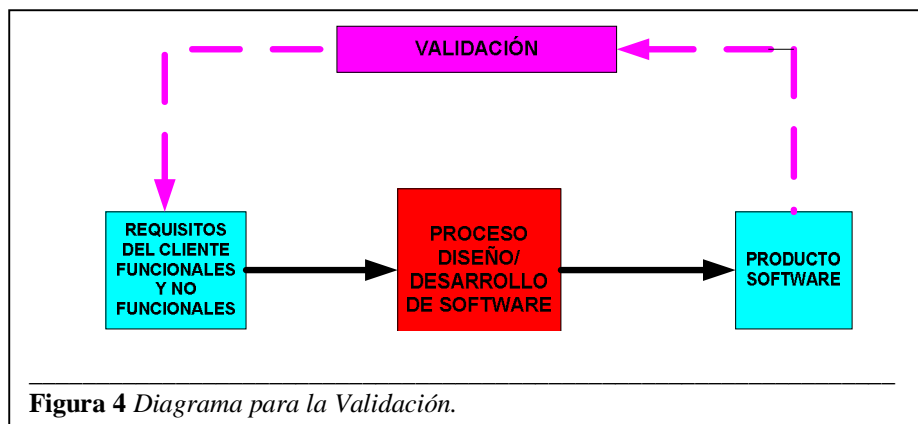 VALIDACIÓN
REQUISITOS
DEL CLIENTE
FUNCIONALES
Y NO
FUNCIONALES
PROCESO
DISEÑO/
DESARROLLO
DE SOFTWARE
PRODUCTO
SOFTWARE
Figura 4 Diagrama para la Validación.